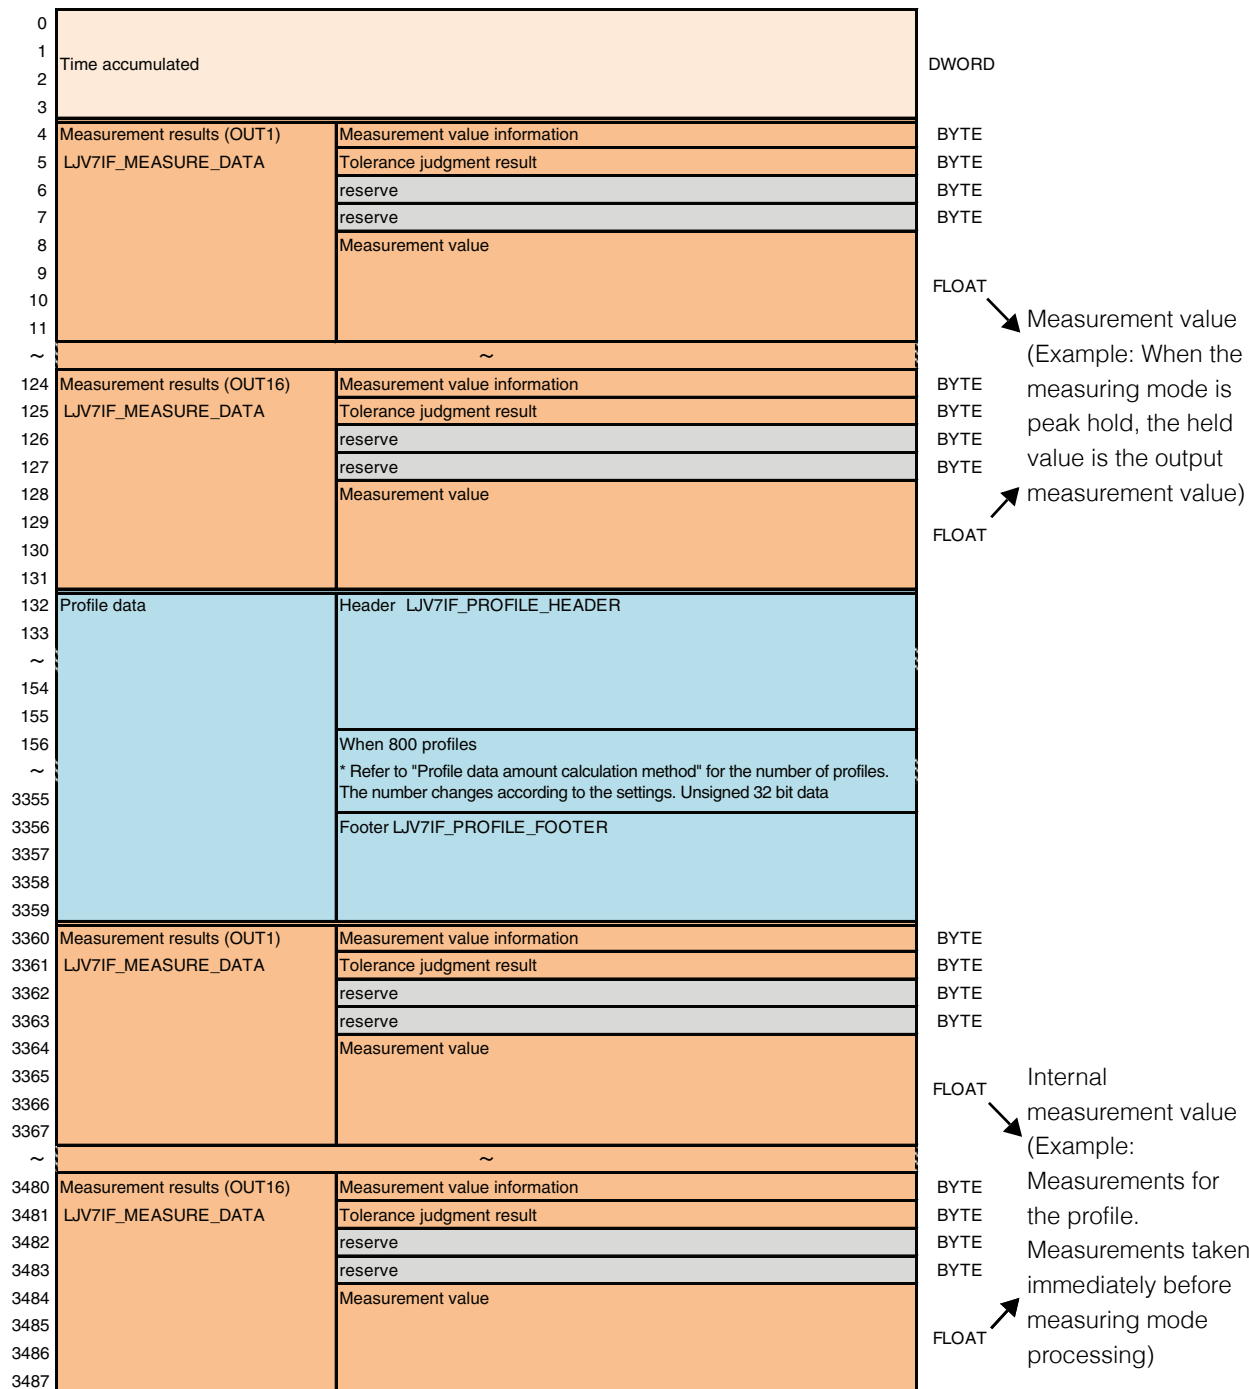 0
1
Time accumulated DWORD
2
3
4 Measurement results (OUT1) Measurement value information BYTE
5 LJV7IF_MEASURE_DATA Tolerance judgment result BYTE
6 reserve BYTE
7 reserve BYTE
8 Measurement value
9
FLOAT
10
11
Measurement value
(Example: When the
measuring mode is
peak hold, the held
value is the output
measurement value)
~ ~
124 Measurement results (OUT16) Measurement value information BYTE
125 LJV7IF_MEASURE_DATA Tolerance judgment result BYTE
126 reserve BYTE
127 reserve BYTE
128 Measurement value
129
FLOAT
130
131
132 Profile data Header LJV7IF_PROFILE_HEADER
133
~
154
155
156 When 800 profiles
~ * Refer to "Profile data amount calculation method" for the number of profiles.
3355 The number changes according to the settings. Unsigned 32 bit data
3356 Footer LJV7IF_PROFILE_FOOTER
3357
3358
3359
3360 Measurement results (OUT1) Measurement value information BYTE
3361 LJV7IF_MEASURE_DATA Tolerance judgment result BYTE
3362 reserve BYTE
3363 reserve BYTE
3364 Measurement value
3365
FLOAT
3366
3367
Internal
measurement value
(Example:
Measurements for
the profile.
Measurements taken
immediately before
measuring mode
processing)
~ ~
3480 Measurement results (OUT16) Measurement value information BYTE
3481 LJV7IF_MEASURE_DATA Tolerance judgment result BYTE
3482 reserve BYTE
3483 reserve BYTE
3484 Measurement value
3485
FLOAT
3486
3487